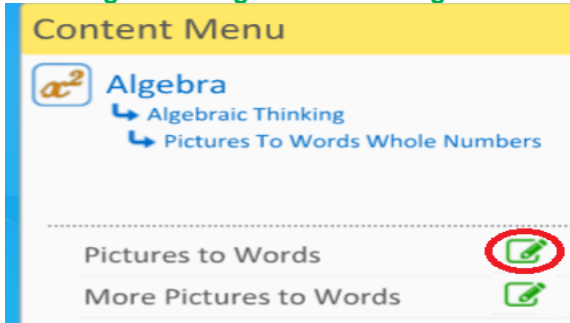 Content Menu
x²
Algebra
Algebraic Thinking
Pictures To Words Whole Numbers
Pictures to Words
More Pictures to Words